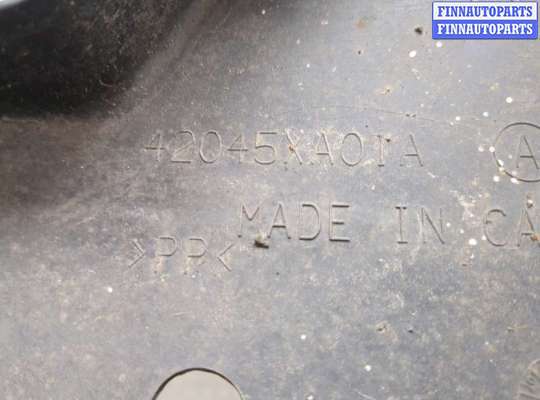 FINNAUTOPARTS
FINNAUTOPARTS
42045XA01A
A
MADE IN CA
>PP<